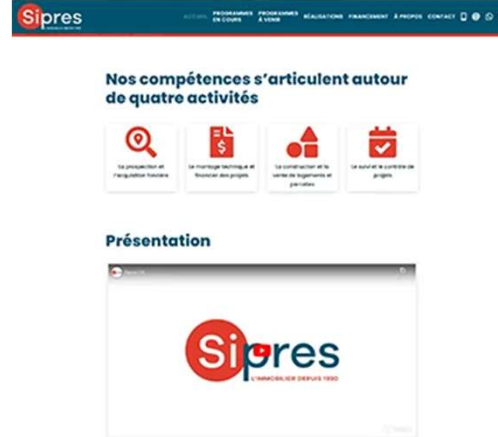 Sipres
ACCUEIL
PROGRAMMES
EN COURS
PROGRAMMES
À VENIR
RÉALISATIONS
FINANCEMENT
À PROPOS
CONTACT
Nos compétences s’articulent autour
de quatre activités
La prospection et
l'acquisition foncière
Le montage technique et
financier des projets
La construction et la
vente de logements et
parcelles
Le suivi et le contrôle de
projets
Présentation
Sipres
L'IMMOBILIER DEPUIS 1990